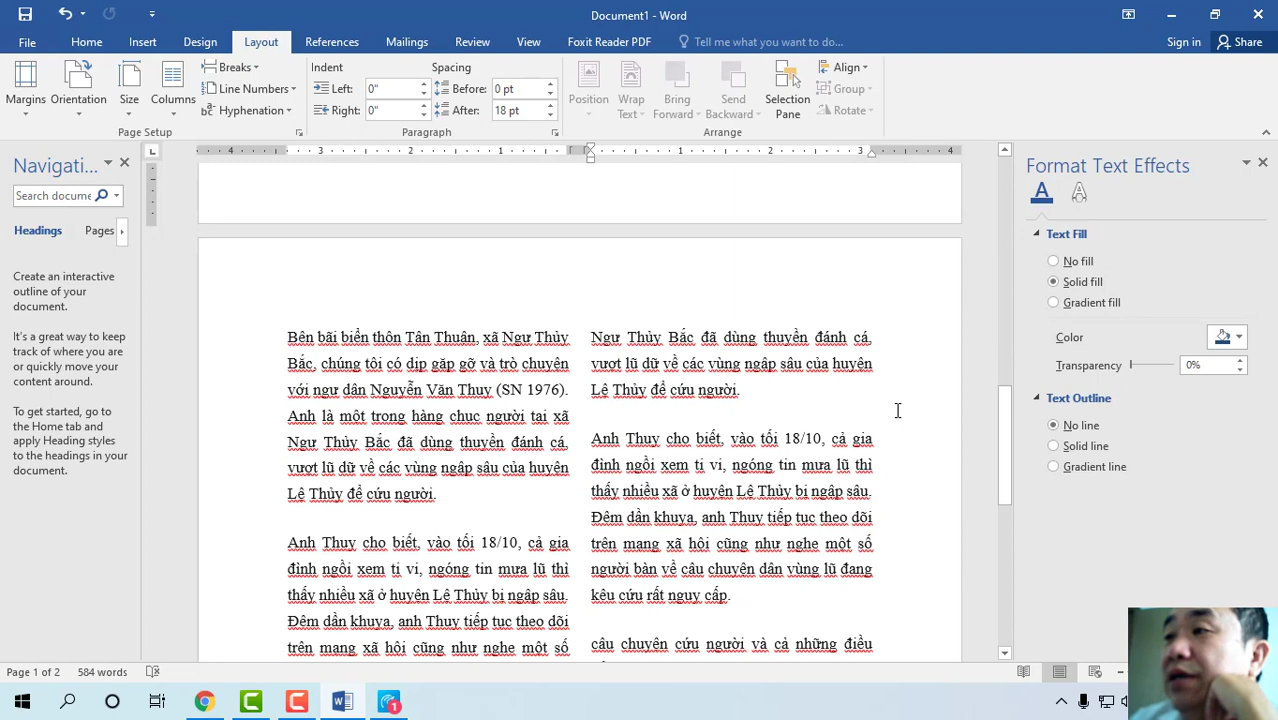 Document1 - Word
File Home Insert Design Layout References Mailings Review View Foxit Reader PDF Tell me what you want to do... Sign in Share
Margins Orientation Size Columns
Breaks
Line Numbers
Hyphenation
Page Setup
Indent
Left: 0"
Right: 0"
Spacing
Before: 0 pt
After: 18 pt
Paragraph
Position Wrap Text Bring Forward Send Backward Selection Pane
Align
Group
Rotate
Arrange
Navigati...
Search docume
Headings Pages
Create an interactive
outline of your
document.
It's a great way to keep
track of where you are
or quickly move your
content around.
To get started, go to
the Home tab and
apply Heading styles
to the headings in your
document.
4 3 2 1 1 2 3 4
Bên bãi biển thôn Tân Thuận, xã Ngư Thủy
Bắc, chúng tôi có dịp gặp gỡ và trò chuyện
với ngư dân Nguyễn Văn Thuy (SN 1976).
Anh là một trong hàng chục người tại xã
Ngư Thủy Bắc đã dùng thuyền đánh cá,
vượt lũ dữ về các vùng ngập sâu của huyện
Lệ Thủy để cứu người.
Anh Thuy cho biết, vào tối 18/10, cả gia
đình ngồi xem ti vi, ngóng tin mưa lũ thì
thấy nhiều xã ở huyện Lệ Thủy bị ngập sâu.
Đêm dần khuya, anh Thuy tiếp tục theo dõi
trên mạng xã hội cũng như nghe một số
Ngư Thủy Bắc đã dùng thuyền đánh cá,
vượt lũ dữ về các vùng ngập sâu của huyện
Lệ Thủy để cứu người.
Anh Thuy cho biết, vào tối 18/10, cả gia
đình ngồi xem ti vi, ngóng tin mưa lũ thì
thấy nhiều xã ở huyện Lệ Thủy bị ngập sâu.
Đêm dần khuya, anh Thuy tiếp tục theo dõi
trên mạng xã hội cũng như nghe một số
người bàn về câu chuyện dân vùng lũ đang
kêu cứu rất nguy cấp.
câu chuyện cứu người và cả những điều
Format Text Effects
Text Fill
No fill
Solid fill
Gradient fill
Color
Transparency 0%
Text Outline
No line
Solid line
Gradient line
Page 1 of 2 584 words
1